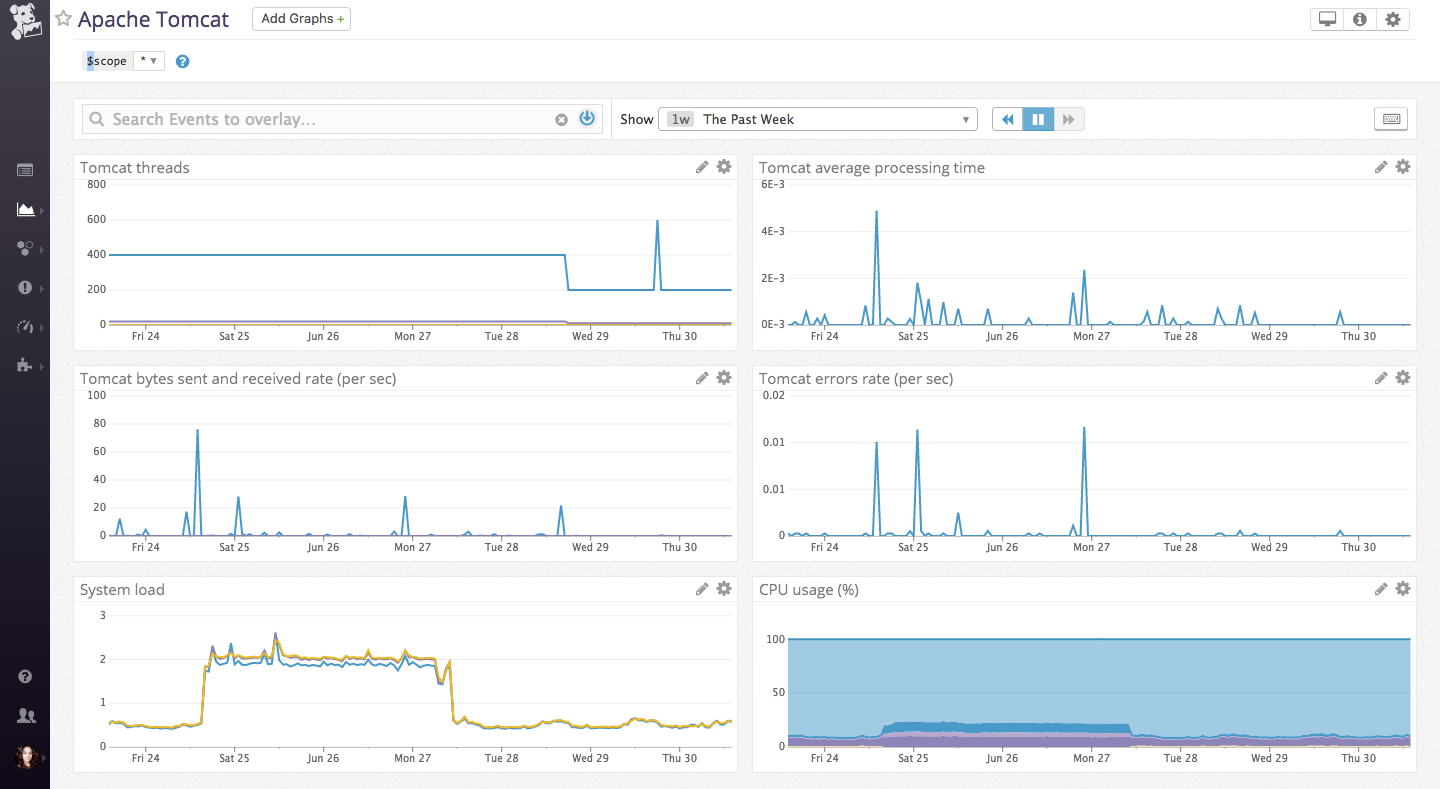 Apache Tomcat Add Graphs +
$scope * ▾ ?
Search Events to overlay... Show 1w The Past Week
Tomcat threads
800
600
400
200
0
Fri 24 Sat 25 Jun 26 Mon 27 Tue 28 Wed 29 Thu 30
Tomcat average processing time
6E-3
4E-3
2E-3
0E-3
Fri 24 Sat 25 Jun 26 Mon 27 Tue 28 Wed 29 Thu 30
Tomcat bytes sent and received rate (per sec)
100
80
60
40
20
0
Fri 24 Sat 25 Jun 26 Mon 27 Tue 28 Wed 29 Thu 30
Tomcat errors rate (per sec)
0.02
0.01
0.01
0
Fri 24 Sat 25 Jun 26 Mon 27 Tue 28 Wed 29 Thu 30
System load
3
2
1
0
Fri 24 Sat 25 Jun 26 Mon 27 Tue 28 Wed 29 Thu 30
CPU usage (%)
100
50
0
Fri 24 Sat 25 Jun 26 Mon 27 Tue 28 Wed 29 Thu 30